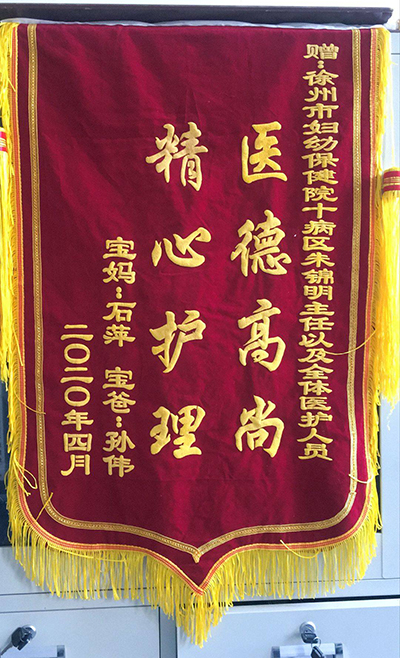 赠：徐州市妇幼保健院十病区朱锦明主任以及全体医护人员
医德高尚
精心护理
宝妈：石萍 宝爸：孙伟
二〇二〇年四月